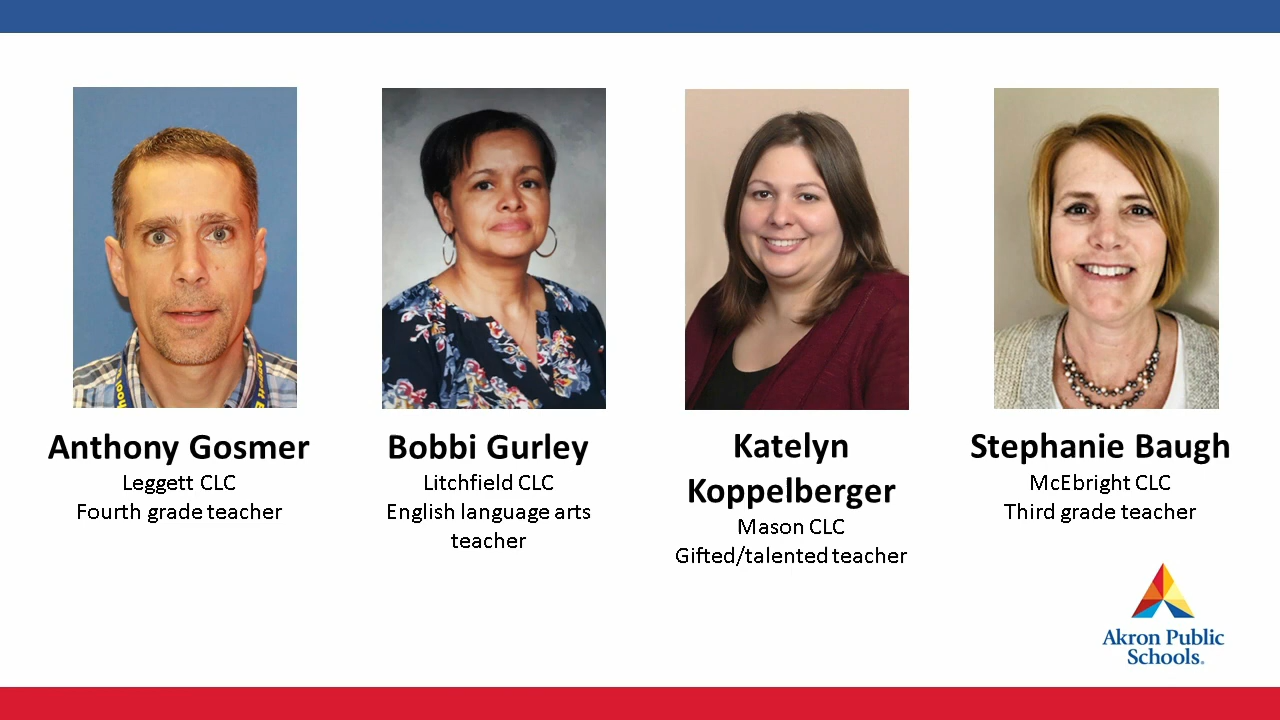 Anthony Gosmer
Leggett CLC
Fourth grade teacher
Bobbi Gurley
Litchfield CLC
English language arts
teacher
Katelyn
Koppelberger
Mason CLC
Gifted/talented teacher
Stephanie Baugh
McEbright CLC
Third grade teacher
Akron Public
Schools.